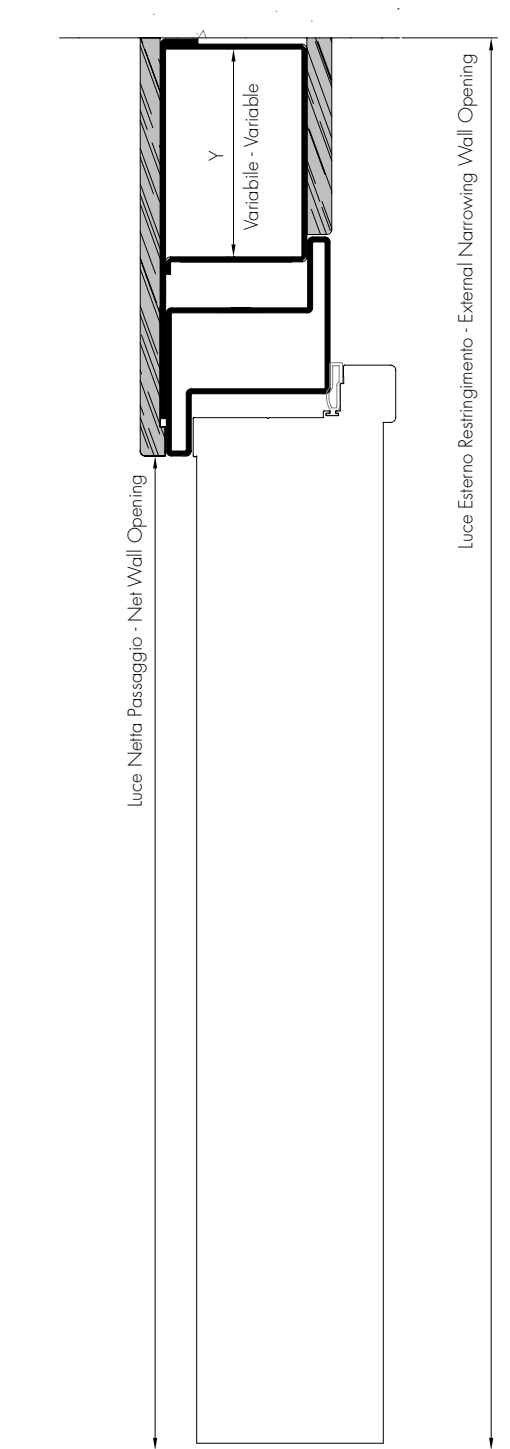 Y
Variabile - Variable
Luce Esterno Restringimento - External Narrowing Wall Opening
Luce Netta Passaggio - Net Wall Opening